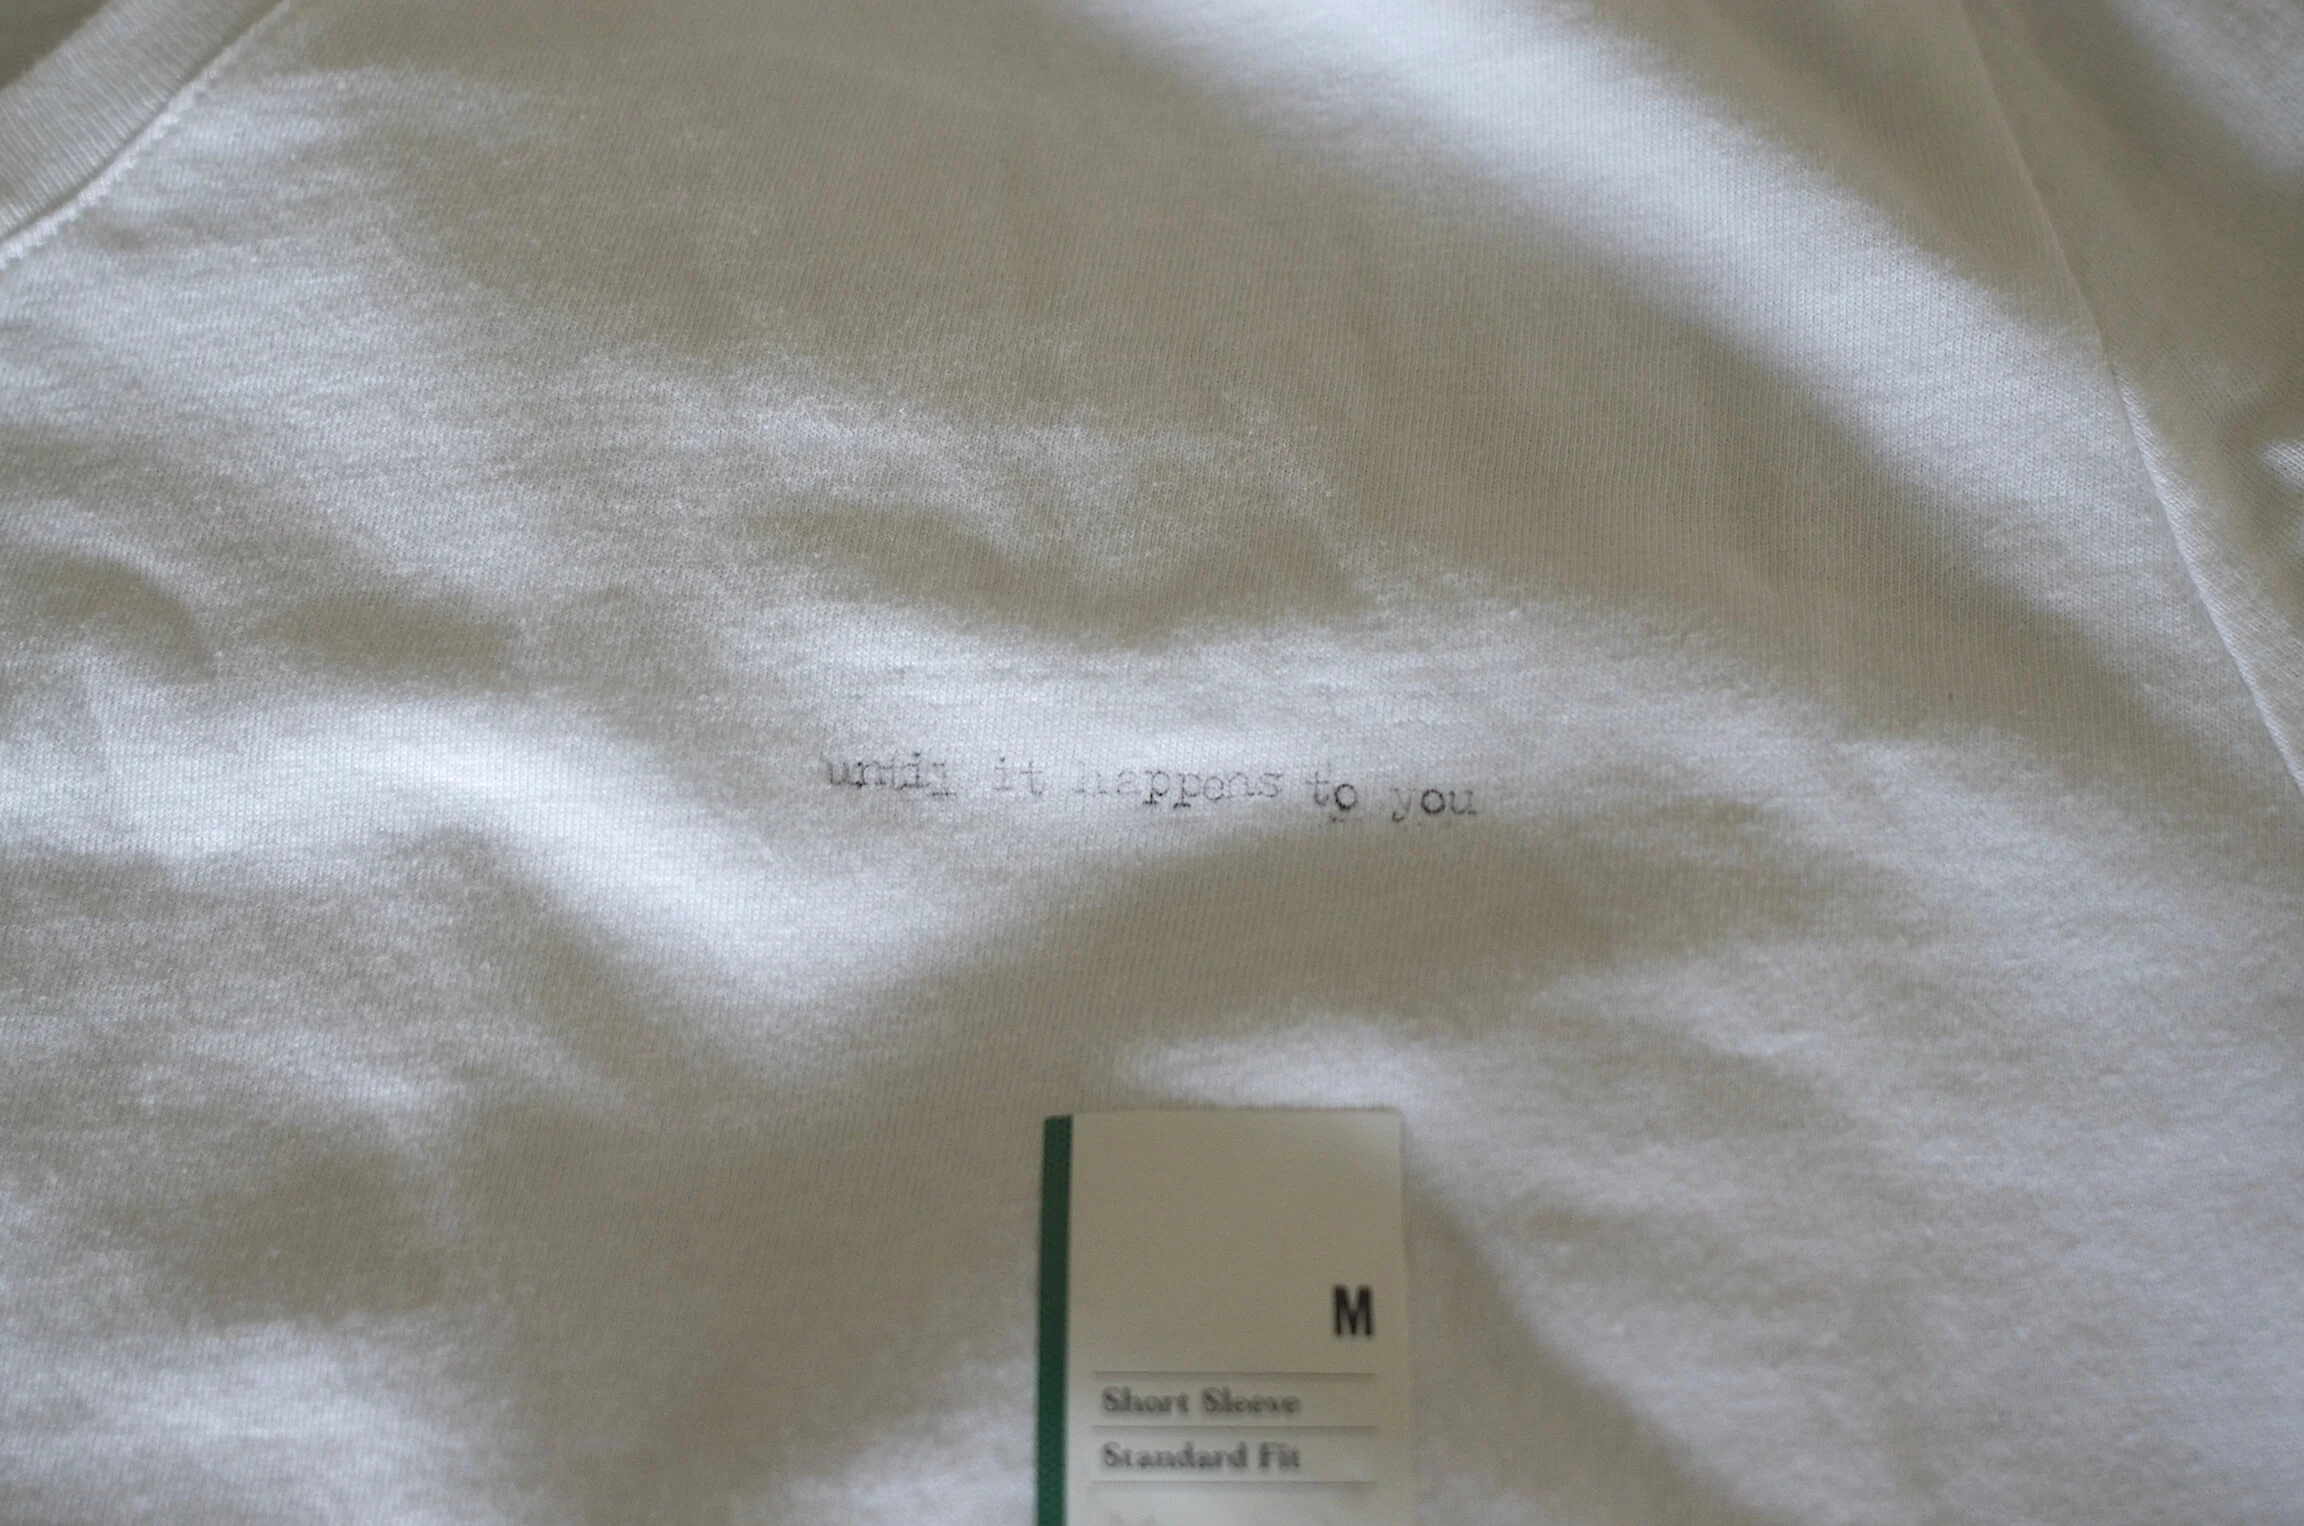 until it happens to you
M
Short Sleeve
Standard Fit